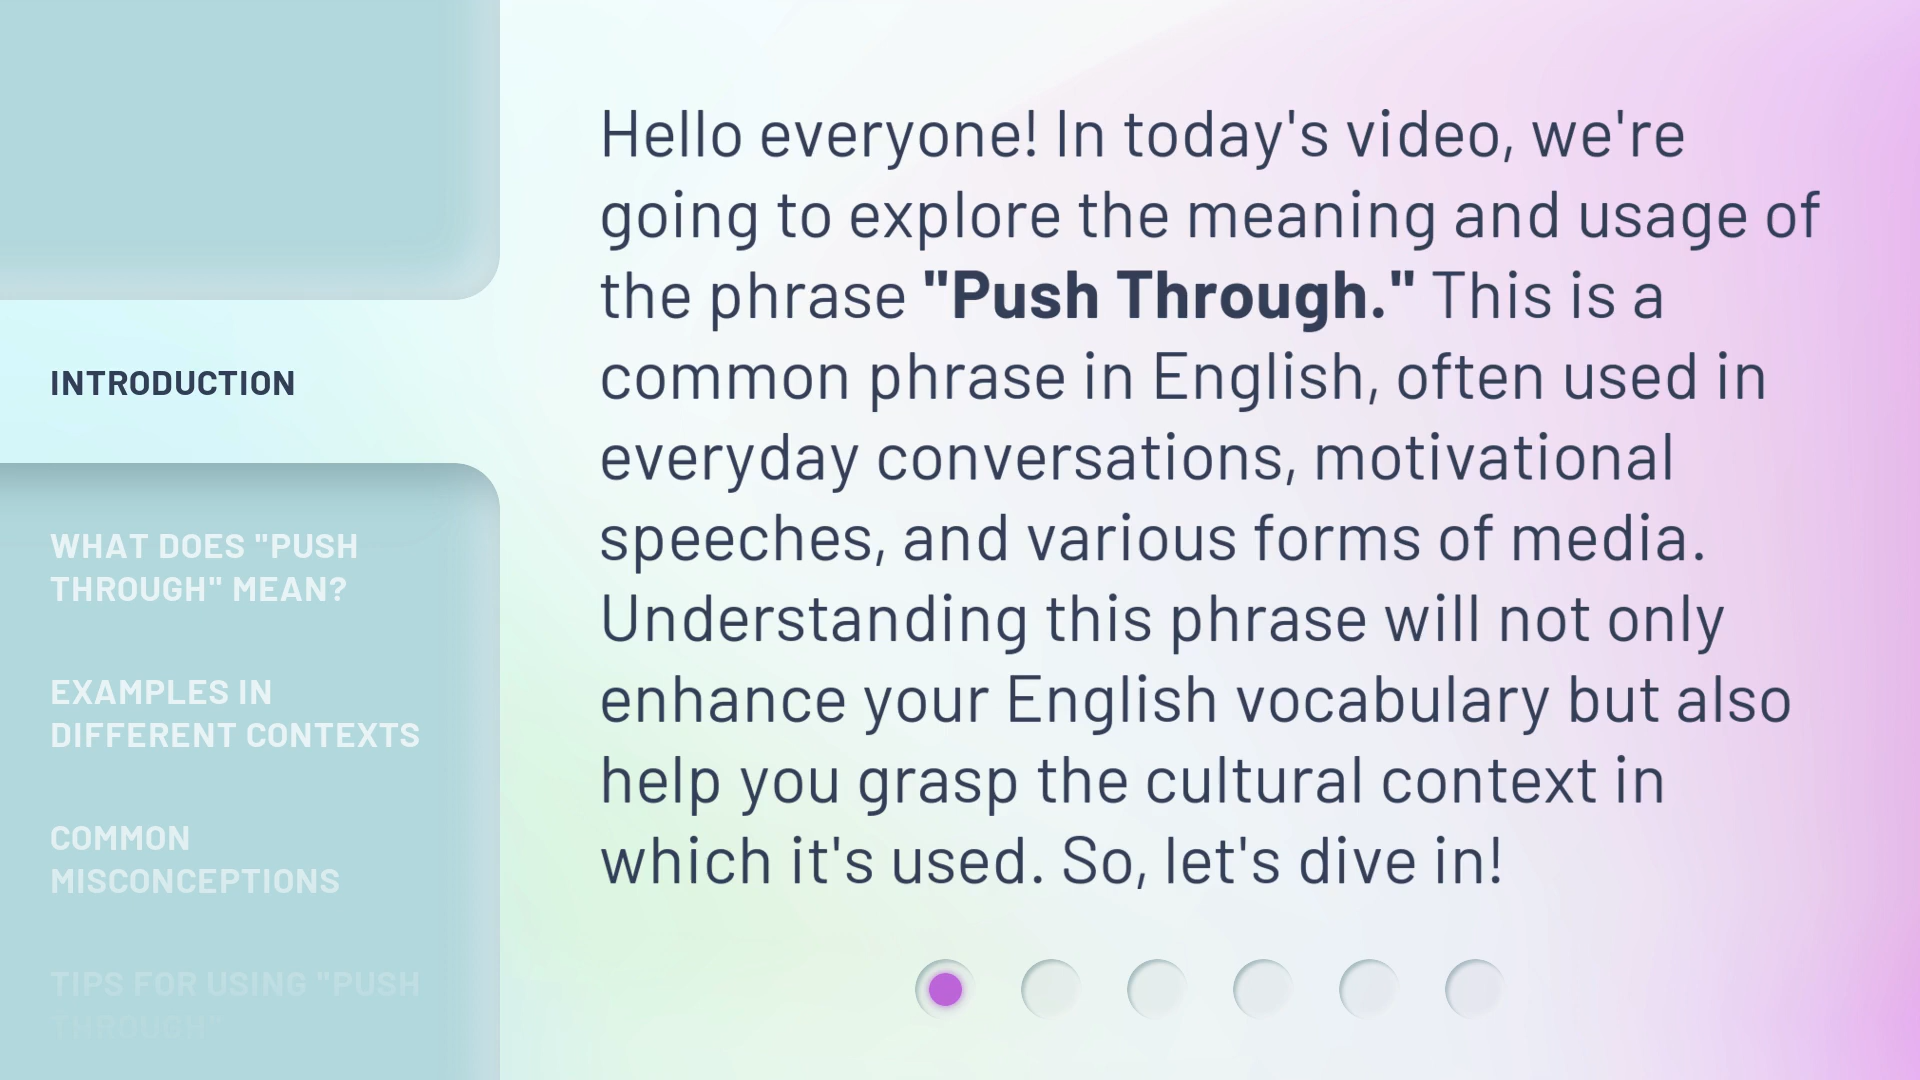 INTRODUCTION
WHAT DOES "PUSH
THROUGH" MEAN?
EXAMPLES IN
DIFFERENT CONTEXTS
COMMON
MISCONCEPTIONS
TIPS FOR USING "PUSH
THROUGH"
Hello everyone! In today's video, we're
going to explore the meaning and usage of
the phrase "Push Through." This is a
common phrase in English, often used in
everyday conversations, motivational
speeches, and various forms of media.
Understanding this phrase will not only
enhance your English vocabulary but also
help you grasp the cultural context in
which it's used. So, let's dive in!